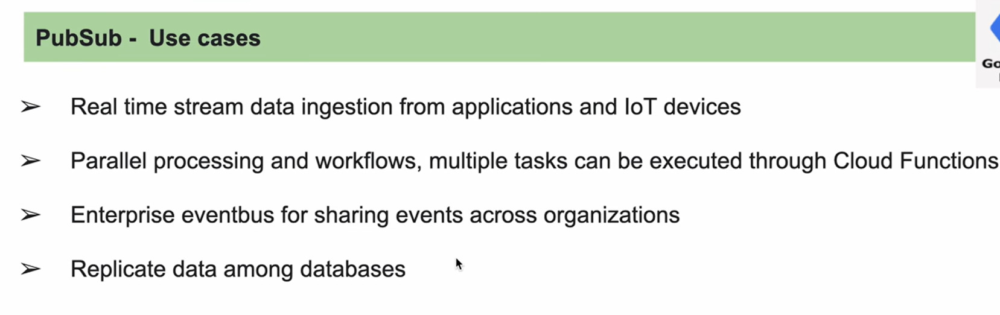 PubSub - Use cases
➢ Real time stream data ingestion from applications and IoT devices
➢ Parallel processing and workflows, multiple tasks can be executed through Cloud Functions
➢ Enterprise eventbus for sharing events across organizations
➢ Replicate data among databases